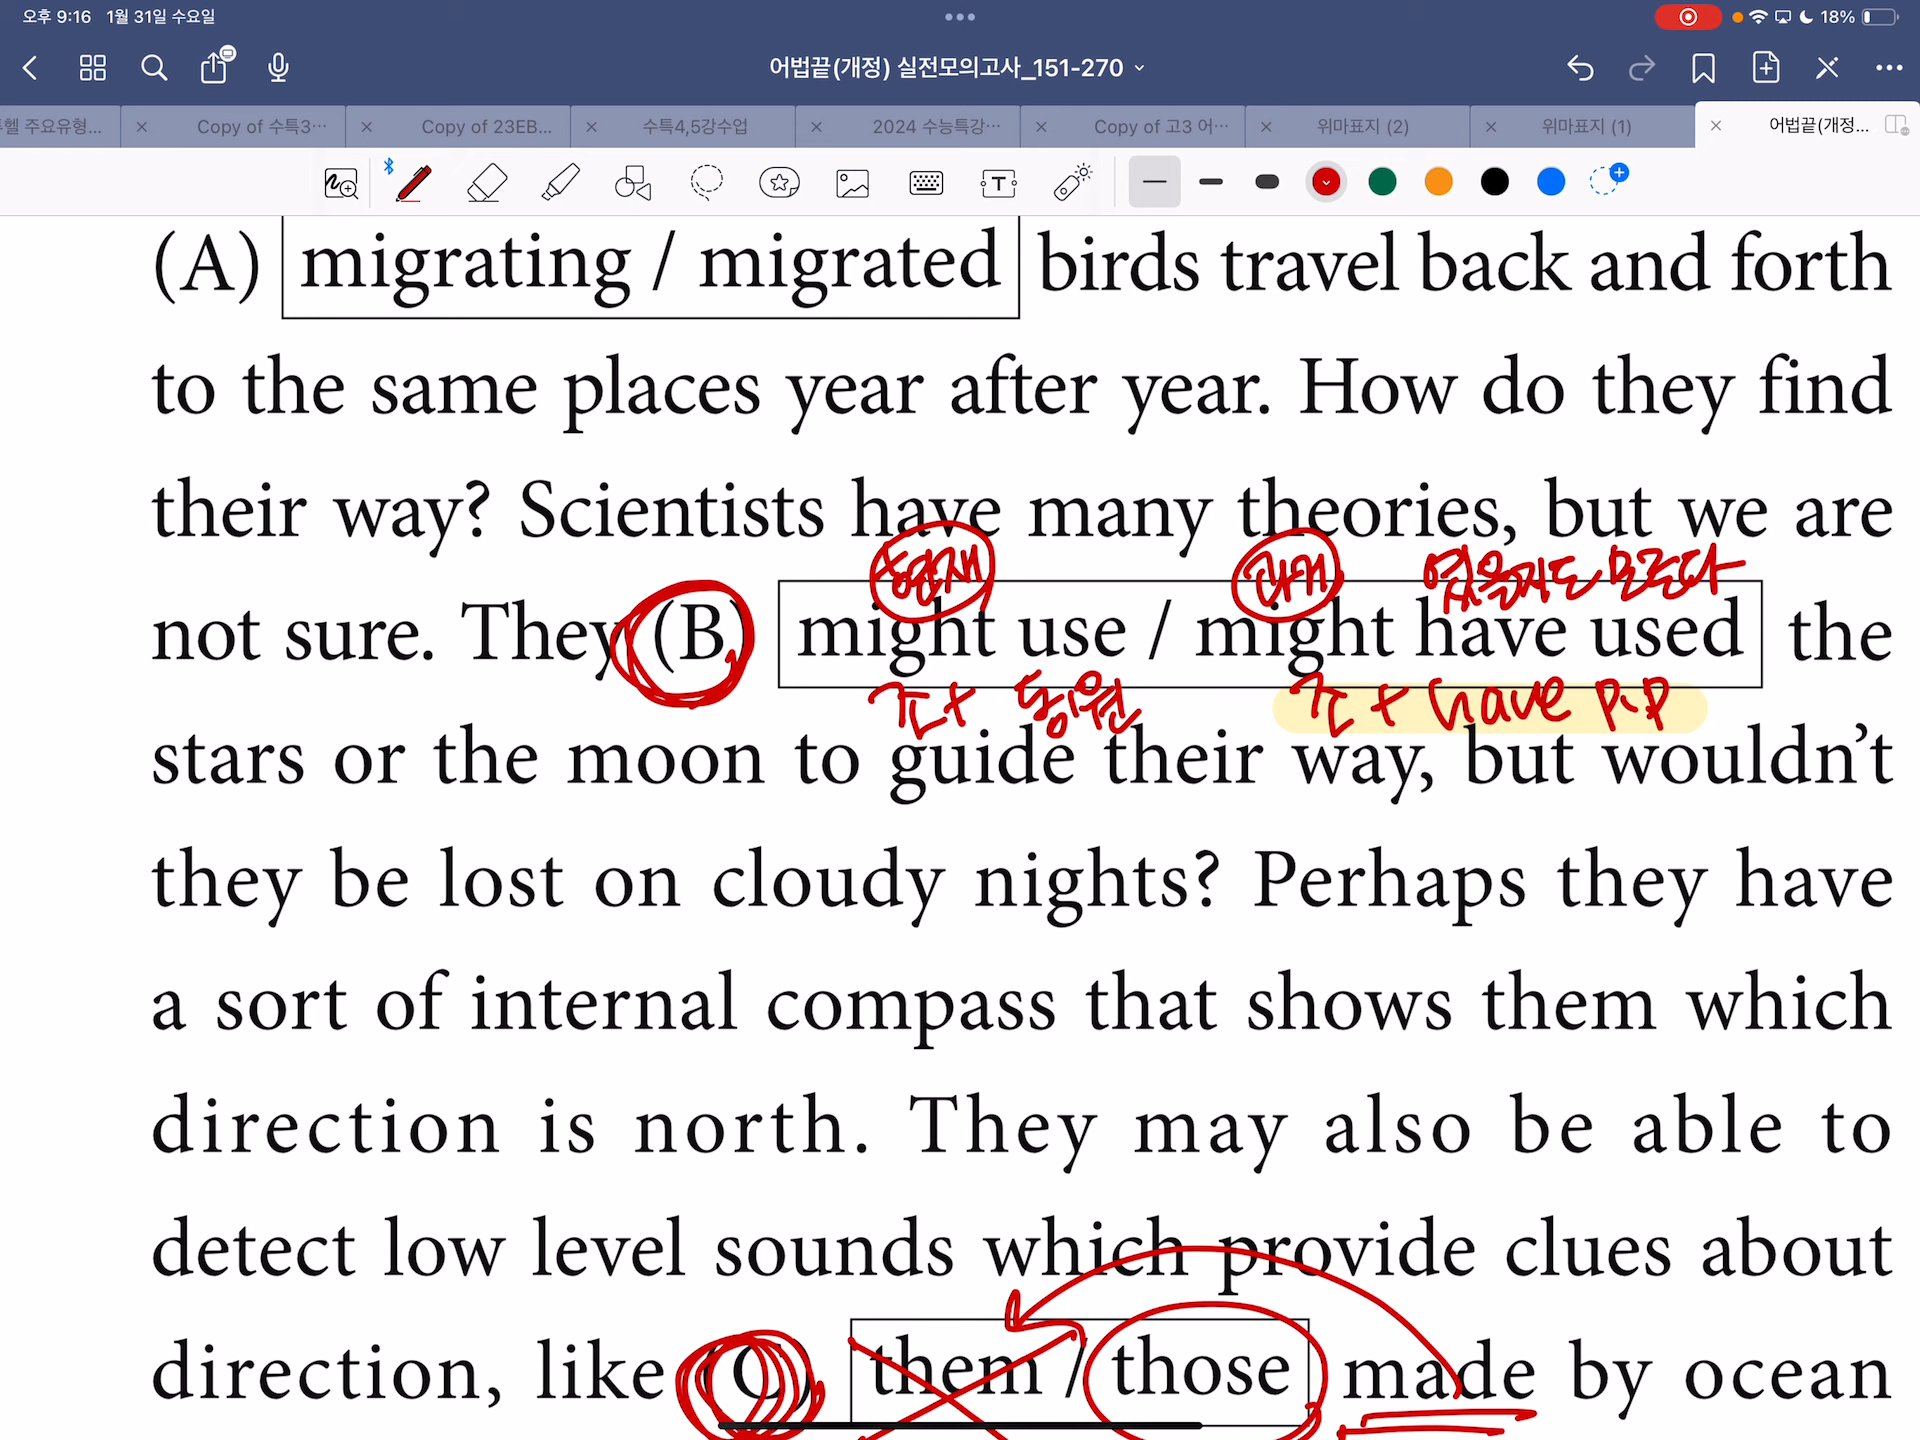 오후 9:16 1월 31일 수요일 18%
어법끝(개정) 실전모의고사_151-270
헬 주요유형... Copy of 수특3... Copy of 23EB... 수특4,5강수업 2024 수능특강... Copy of 고3 어... 위마표지 (2) 위마표지 (1) 어법끝(개정...
(A) migrating / migrated birds travel back and forth
to the same places year after year. How do they find
their way? Scientists have many theories, but we are
현재 과거 였을지도 모른다
not sure. They (B) might use / might have used the
조+ 동원 조 + have p.p
stars or the moon to guide their way, but wouldn't
they be lost on cloudy nights? Perhaps they have
a sort of internal compass that shows them which
direction is north. They may also be able to
detect low level sounds which provide clues about
direction, like (C) them / those made by ocean